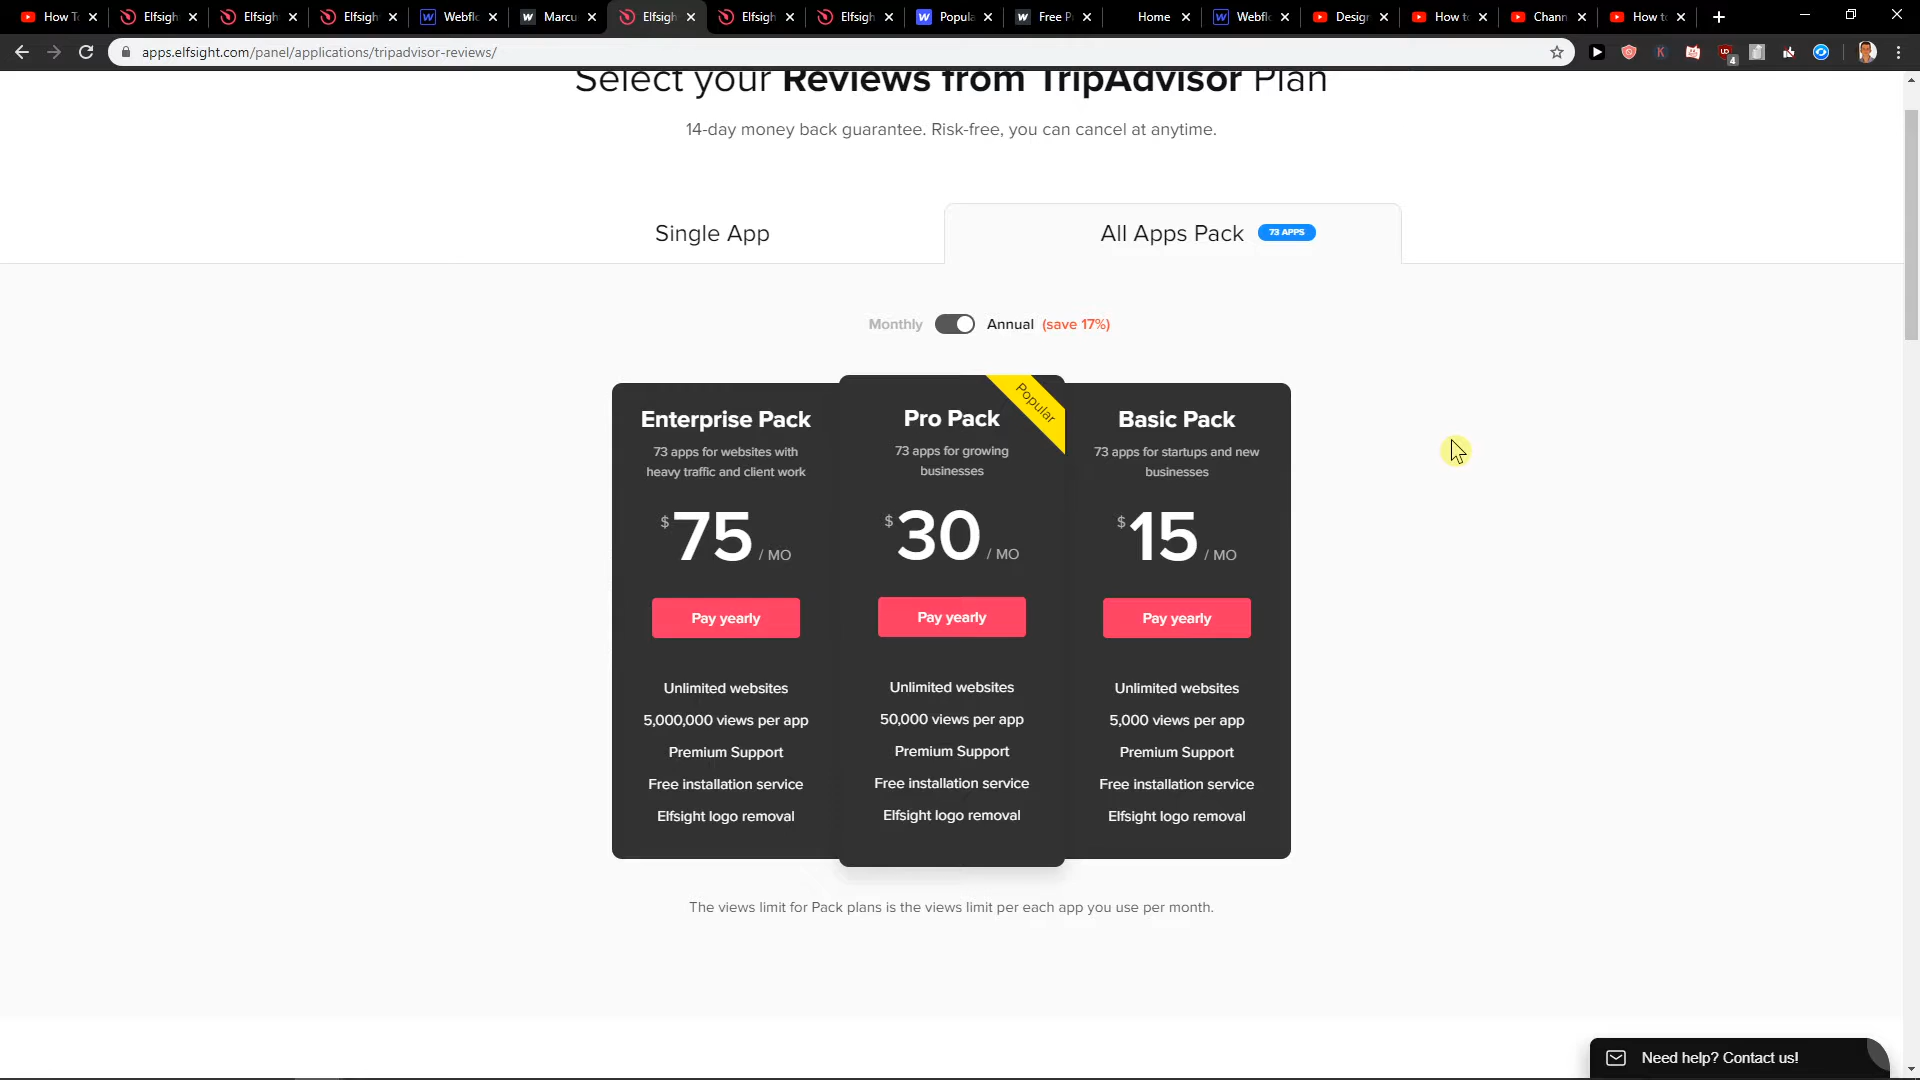 How To
Elfsigh
Elfsigh
Elfsigh
Webflo
Marcu
Elfsigh
Elfsigh
Elfsigh
Popula
Free P
Home
Webflo
Design
How to
Chann
How to
apps.elfsight.com/panel/applications/tripadvisor-reviews/
4
Select your Reviews from TripAdvisor Plan
14-day money back guarantee. Risk-free, you can cancel at anytime.
Single App
All Apps Pack 73 APPS
Monthly Annual (save 17%)
Enterprise Pack
73 apps for websites with
heavy traffic and client work
$ 75 / MO
Pay yearly
Unlimited websites
5,000,000 views per app
Premium Support
Free installation service
Elfsight logo removal
Popular
Pro Pack
73 apps for growing
businesses
$ 30 / MO
Pay yearly
Unlimited websites
50,000 views per app
Premium Support
Free installation service
Elfsight logo removal
Basic Pack
73 apps for startups and new
businesses
$ 15 / MO
Pay yearly
Unlimited websites
5,000 views per app
Premium Support
Free installation service
Elfsight logo removal
The views limit for Pack plans is the views limit per each app you use per month.
Need help? Contact us!